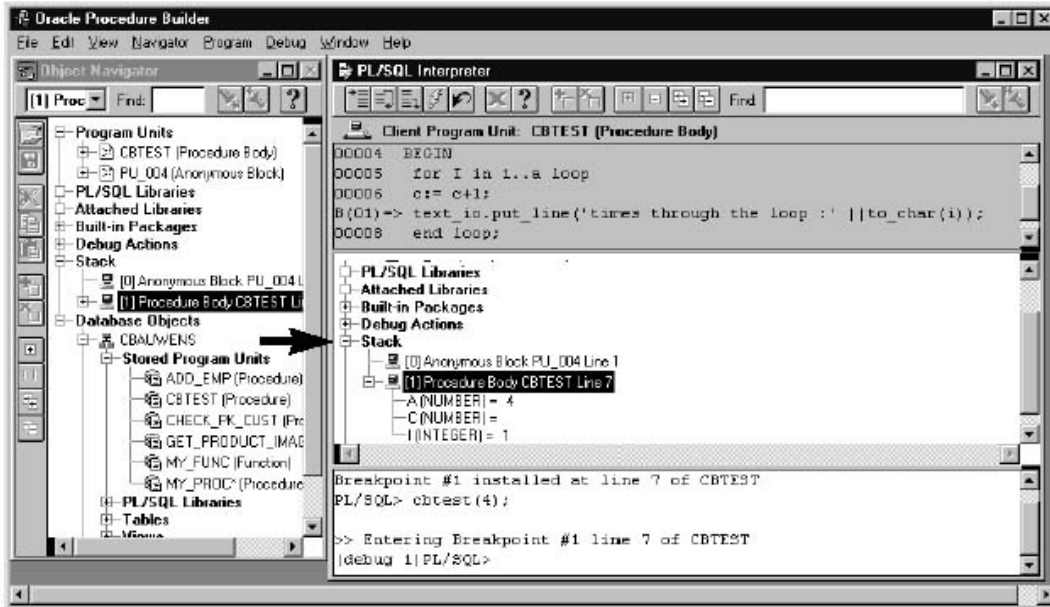 Oracle Procedure Builder
File Edit View Navigator Program Debug Window Help
Object Navigator
[1] Proc Find:
Program Units
CBTEST (Procedure Body)
PU_004 (Anonymous Block)
PL/SQL Libraries
Attached Libraries
Built-in Packages
Debug Actions
Stack
[0] Anonymous Block PU_004 L
[1] Procedure Body CBTEST Li
Database Objects
CBAUWENS
Stored Program Units
ADD_EMP (Procedure)
CBTEST (Procedure)
CHECK_PK_CUST (Pro
GET_PRODUCT_IMAG
MY_FUNC (Function)
MY_PROC* (Procedure
PL/SQL Libraries
Tables
Views
PL/SQL Interpreter
Find
Client Program Unit: CBTEST (Procedure Body)
00004 BEGIN
00005 for I in 1..a loop
00006 c:= c+1;
B(01)=> text_io.put_line('times through the loop :' ||to_char(i));
00008 end loop;
PL/SQL Libraries
Attached Libraries
Built-in Packages
Debug Actions
Stack
[0] Anonymous Block PU_004 Line 1
[1] Procedure Body CBTEST Line 7
A (NUMBER) = 4
C (NUMBER) =
I (INTEGER) = 1
Breakpoint #1 installed at line 7 of CBTEST
PL/SQL> cbtest(4);
>> Entering Breakpoint #1 line 7 of CBTEST
(debug 1)PL/SQL>